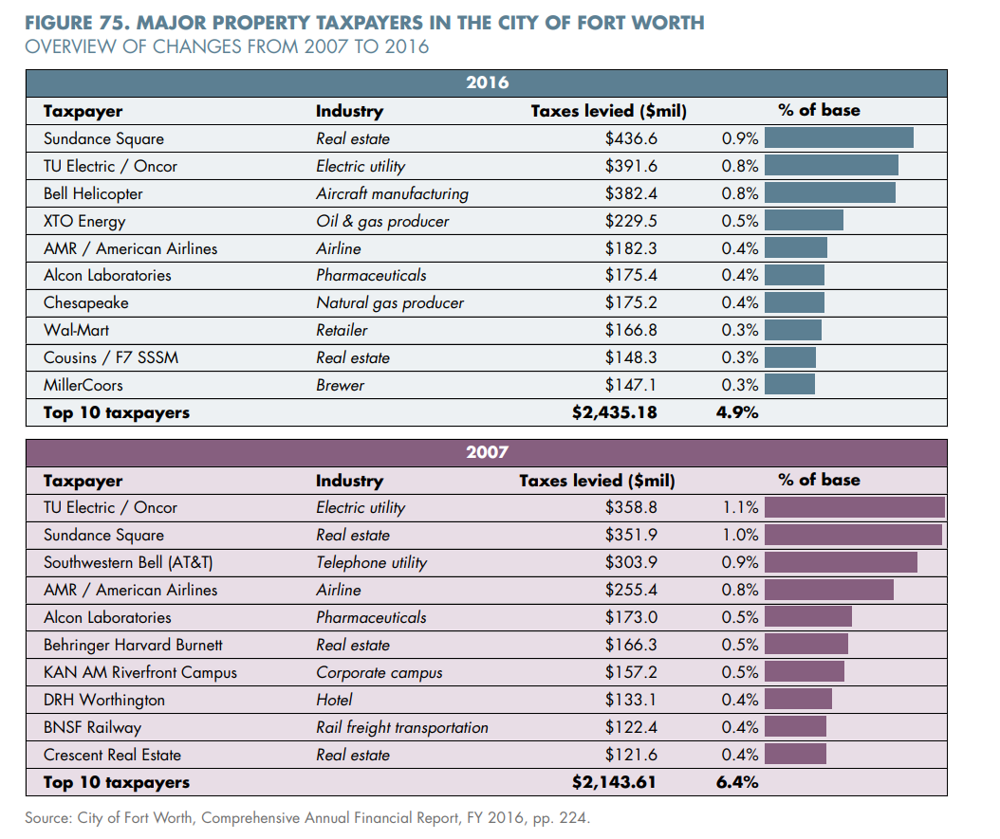 FIGURE 75. MAJOR PROPERTY TAXPAYERS IN THE CITY OF FORT WORTH
OVERVIEW OF CHANGES FROM 2007 TO 2016
2016
Taxpayer Industry Taxes levied ($mil) % of base
Sundance Square Real estate $436.6 0.9%
TU Electric / Oncor Electric utility $391.6 0.8%
Bell Helicopter Aircraft manufacturing $382.4 0.8%
XTO Energy Oil & gas producer $229.5 0.5%
AMR / American Airlines Airline $182.3 0.4%
Alcon Laboratories Pharmaceuticals $175.4 0.4%
Chesapeake Natural gas producer $175.2 0.4%
Wal-Mart Retailer $166.8 0.3%
Cousins / F7 SSSM Real estate $148.3 0.3%
MillerCoors Brewer $147.1 0.3%
Top 10 taxpayers $2,435.18 4.9%
2007
Taxpayer Industry Taxes levied ($mil) % of base
TU Electric / Oncor Electric utility $358.8 1.1%
Sundance Square Real estate $351.9 1.0%
Southwestern Bell (AT&T) Telephone utility $303.9 0.9%
AMR / American Airlines Airline $255.4 0.8%
Alcon Laboratories Pharmaceuticals $173.0 0.5%
Behringer Harvard Burnett Real estate $166.3 0.5%
KAN AM Riverfront Campus Corporate campus $157.2 0.5%
DRH Worthington Hotel $133.1 0.4%
BNSF Railway Rail freight transportation $122.4 0.4%
Crescent Real Estate Real estate $121.6 0.4%
Top 10 taxpayers $2,143.61 6.4%
Source: City of Fort Worth, Comprehensive Annual Financial Report, FY 2016, pp. 224.